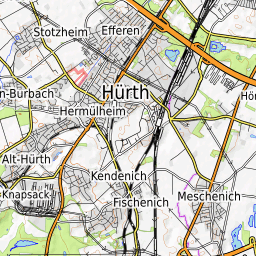 Efferen
Stotzheim
n-Burbach
Hürth
Hermülheim
Alt-Hürth
Knapsack
Kendenich
Fischenich
Meschenich